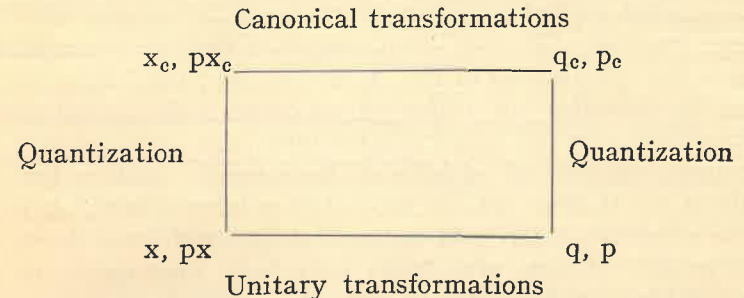 Canonical transformations
x_c, px_c q_c, p_c
Quantization Quantization
x, px q, p
Unitary transformations